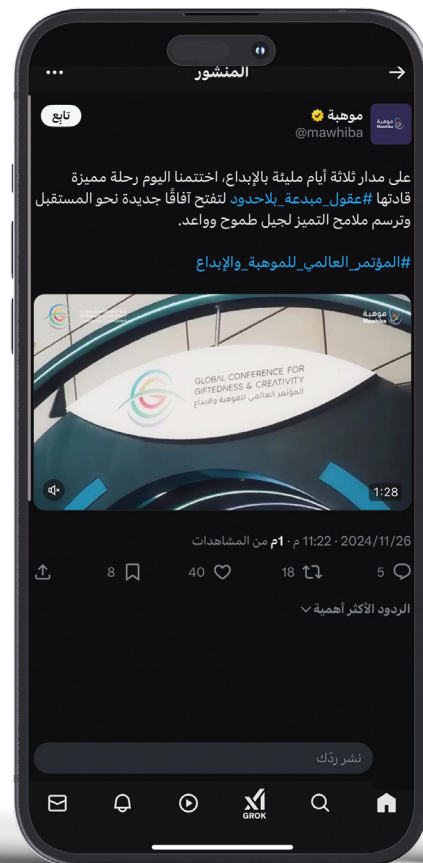 المنشور
موهبة
@mawhiba
تابع
موهبة
Mawhiba
على مدار ثلاثة أيام مليئة بالإبداع، اختتمنا اليوم رحلة مميزة
قادتها #عقول_مبدعة_بلاحدود لتفتح آفاقًا جديدة نحو المستقبل
وترسم ملامح التميز لجيل طموح وواعد.
#المؤتمر_العالمي_للموهبة_والإبداع
موهبة
Mawhiba
GLOBAL CONFERENCE FOR
GIFTEDNESS & CREATIVITY
المؤتمر العالمي للموهبة والإبداع
1:28
11:22 · 2024/11/26 م · 1م من المشاهدات
5 18 40 8
الردود الأكثر أهمية
نشر ردّك
GROK